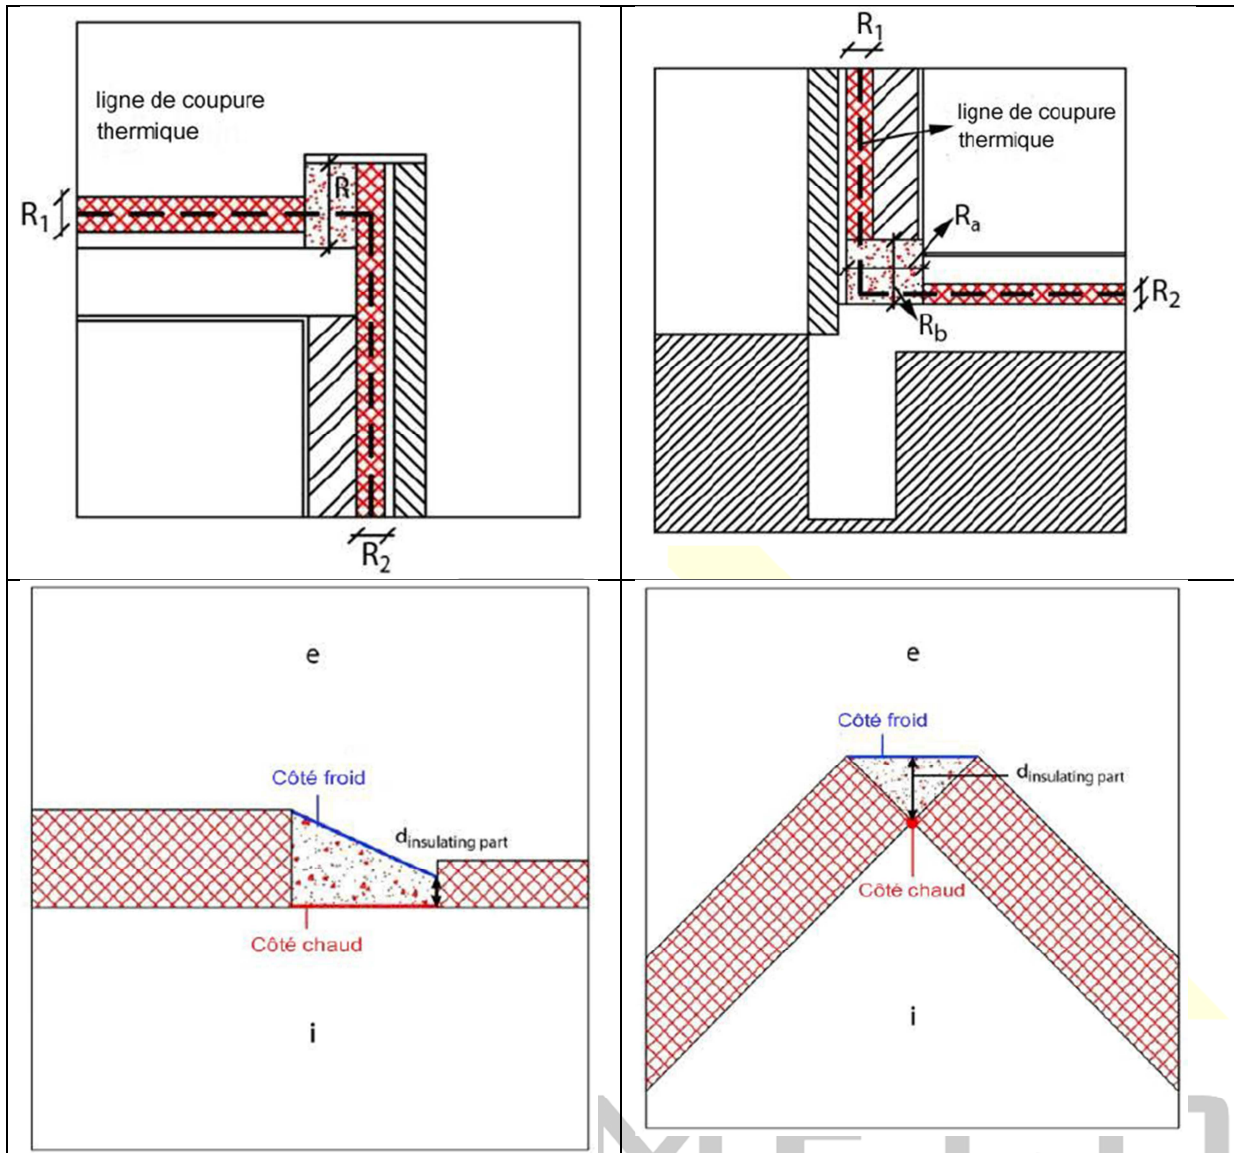 ligne de coupure
thermique
R1
R
R2
R1
ligne de coupure
thermique
Ra
R2
Rb
e
Côté froid
dinsulating part
Côté chaud
i
e
Côté froid
dinsulating part
Côté chaud
i